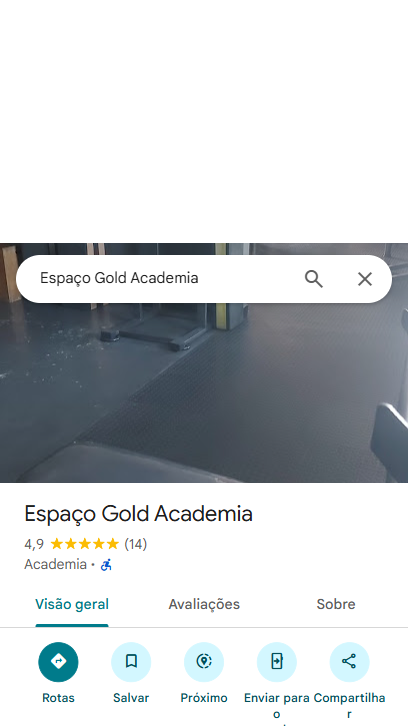 Espaço Gold Academia
Espaço Gold Academia
4,9 (14)
Academia ·
Visão geral
Avaliações
Sobre
Rotas
Salvar
Próximo
Enviar para
o
Compartilha
r